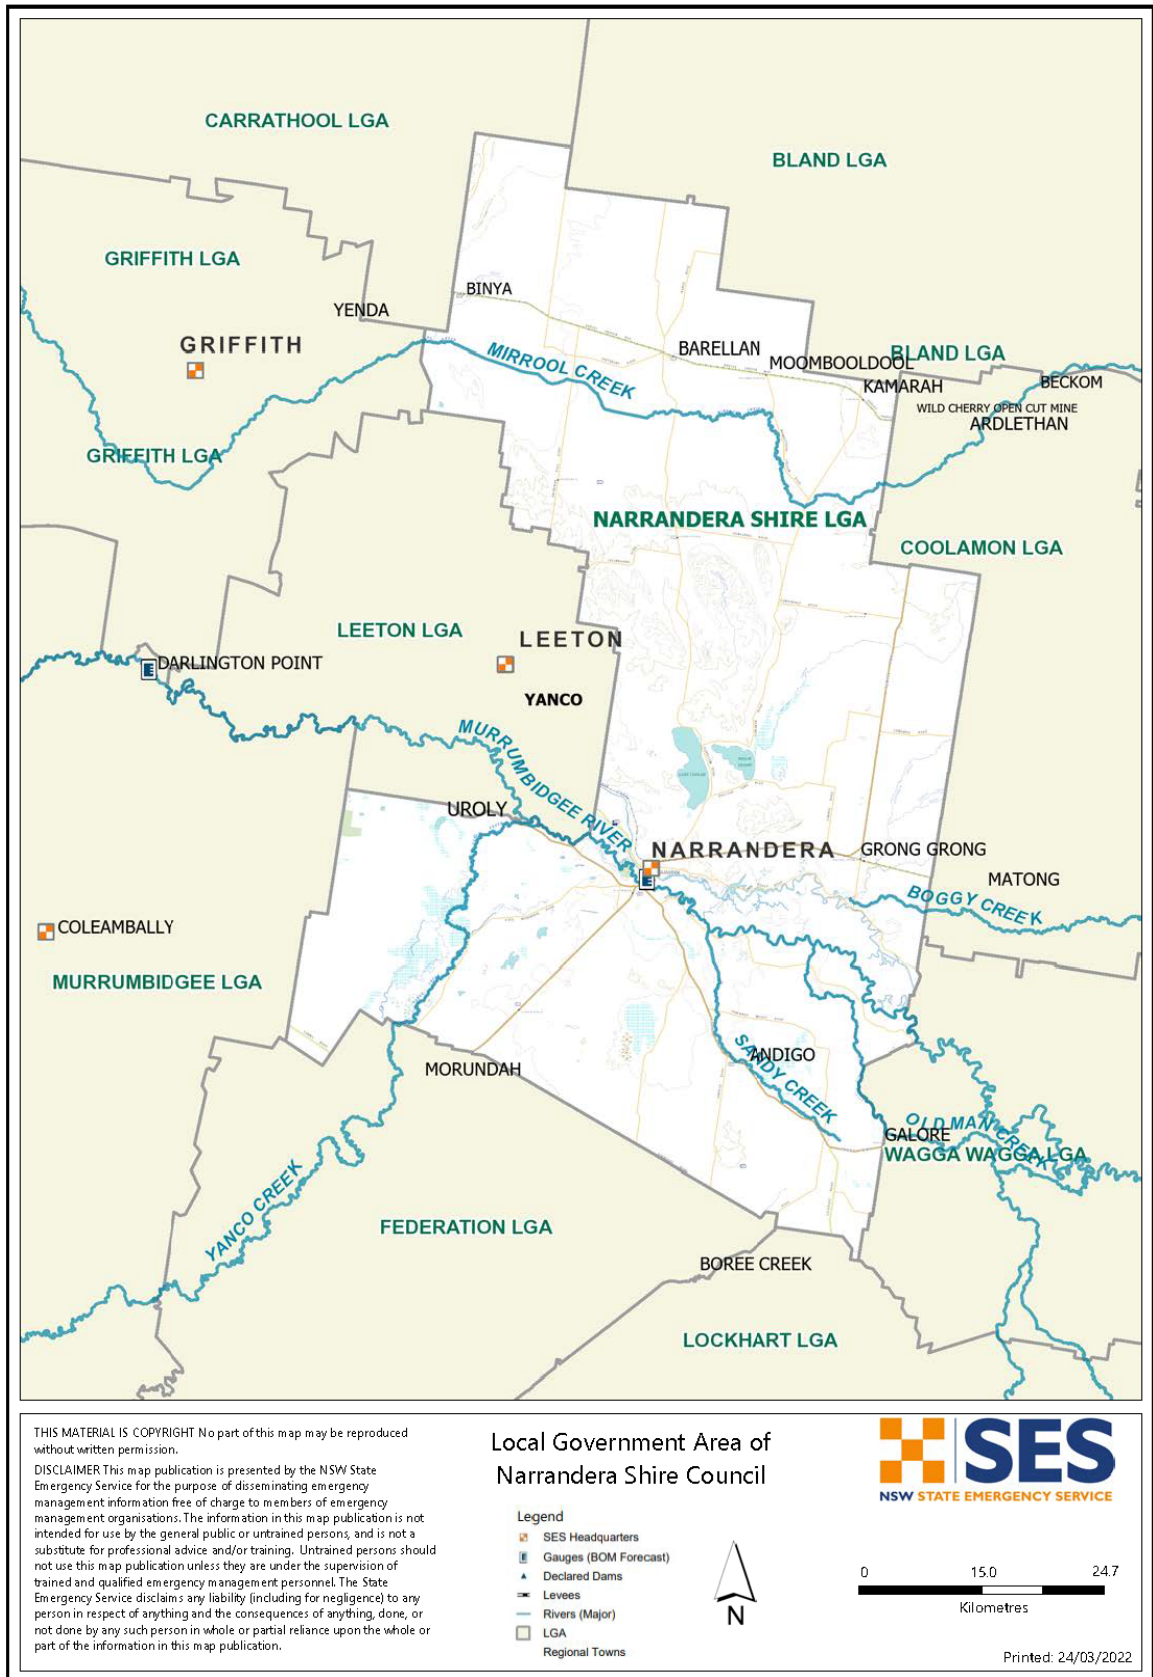 CARRATHOOL LGA
BLAND LGA
GRIFFITH LGA
BINYA
YENDA
GRIFFITH
MIRROOL CREEK
BARELLAN
MOOMBOOLDOOL
BLAND LGA
KAMARAH
BECKOM
WILD CHERRY OPEN CUT MINE
ARDLETHAN
GRIFFITH LGA
NARRANDERA SHIRE LGA
COOLAMON LGA
LEETON LGA
LEETON
DARLINGTON POINT
YANCO
MURRUMBIDGEE RIVER
UROLY
NARRANDERA
GRONG GRONG
MATONG
BOGGY CREEK
COLEAMBALLY
MURRUMBIDGEE LGA
SANDY CREEK
ANDIGO
MORUNDAH
OLD MAN CREEK
GALORE
WAGGA WAGGA LGA
YANCO CREEK
FEDERATION LGA
BOREE CREEK
LOCKHART LGA
THIS MATERIAL IS COPYRIGHT No part of this map may be reproduced
without written permission.
DISCLAIMER This map publication is presented by the NSW State
Emergency Service for the purpose of disseminating emergency
management information free of charge to members of emergency
management organisations. The information in this map publication is not
intended for use by the general public or untrained persons, and is not a
substitute for professional advice and/or training. Untrained persons should
not use this map publication unless they are under the supervision of
trained and qualified emergency management personnel. The State
Emergency Service disclaims any liability (including for negligence) to any
person in respect of anything and the consequences of anything, done, or
not done by any such person in whole or partial reliance upon the whole or
part of the information in this map publication.
Local Government Area of
Narrandera Shire Council
Legend
SES Headquarters
Gauges (BOM Forecast)
Declared Dams
Levees
Rivers (Major)
LGA
Regional Towns
N
SES
NSW STATE EMERGENCY SERVICE
0 15.0 24.7
Kilometres
Printed: 24/03/2022